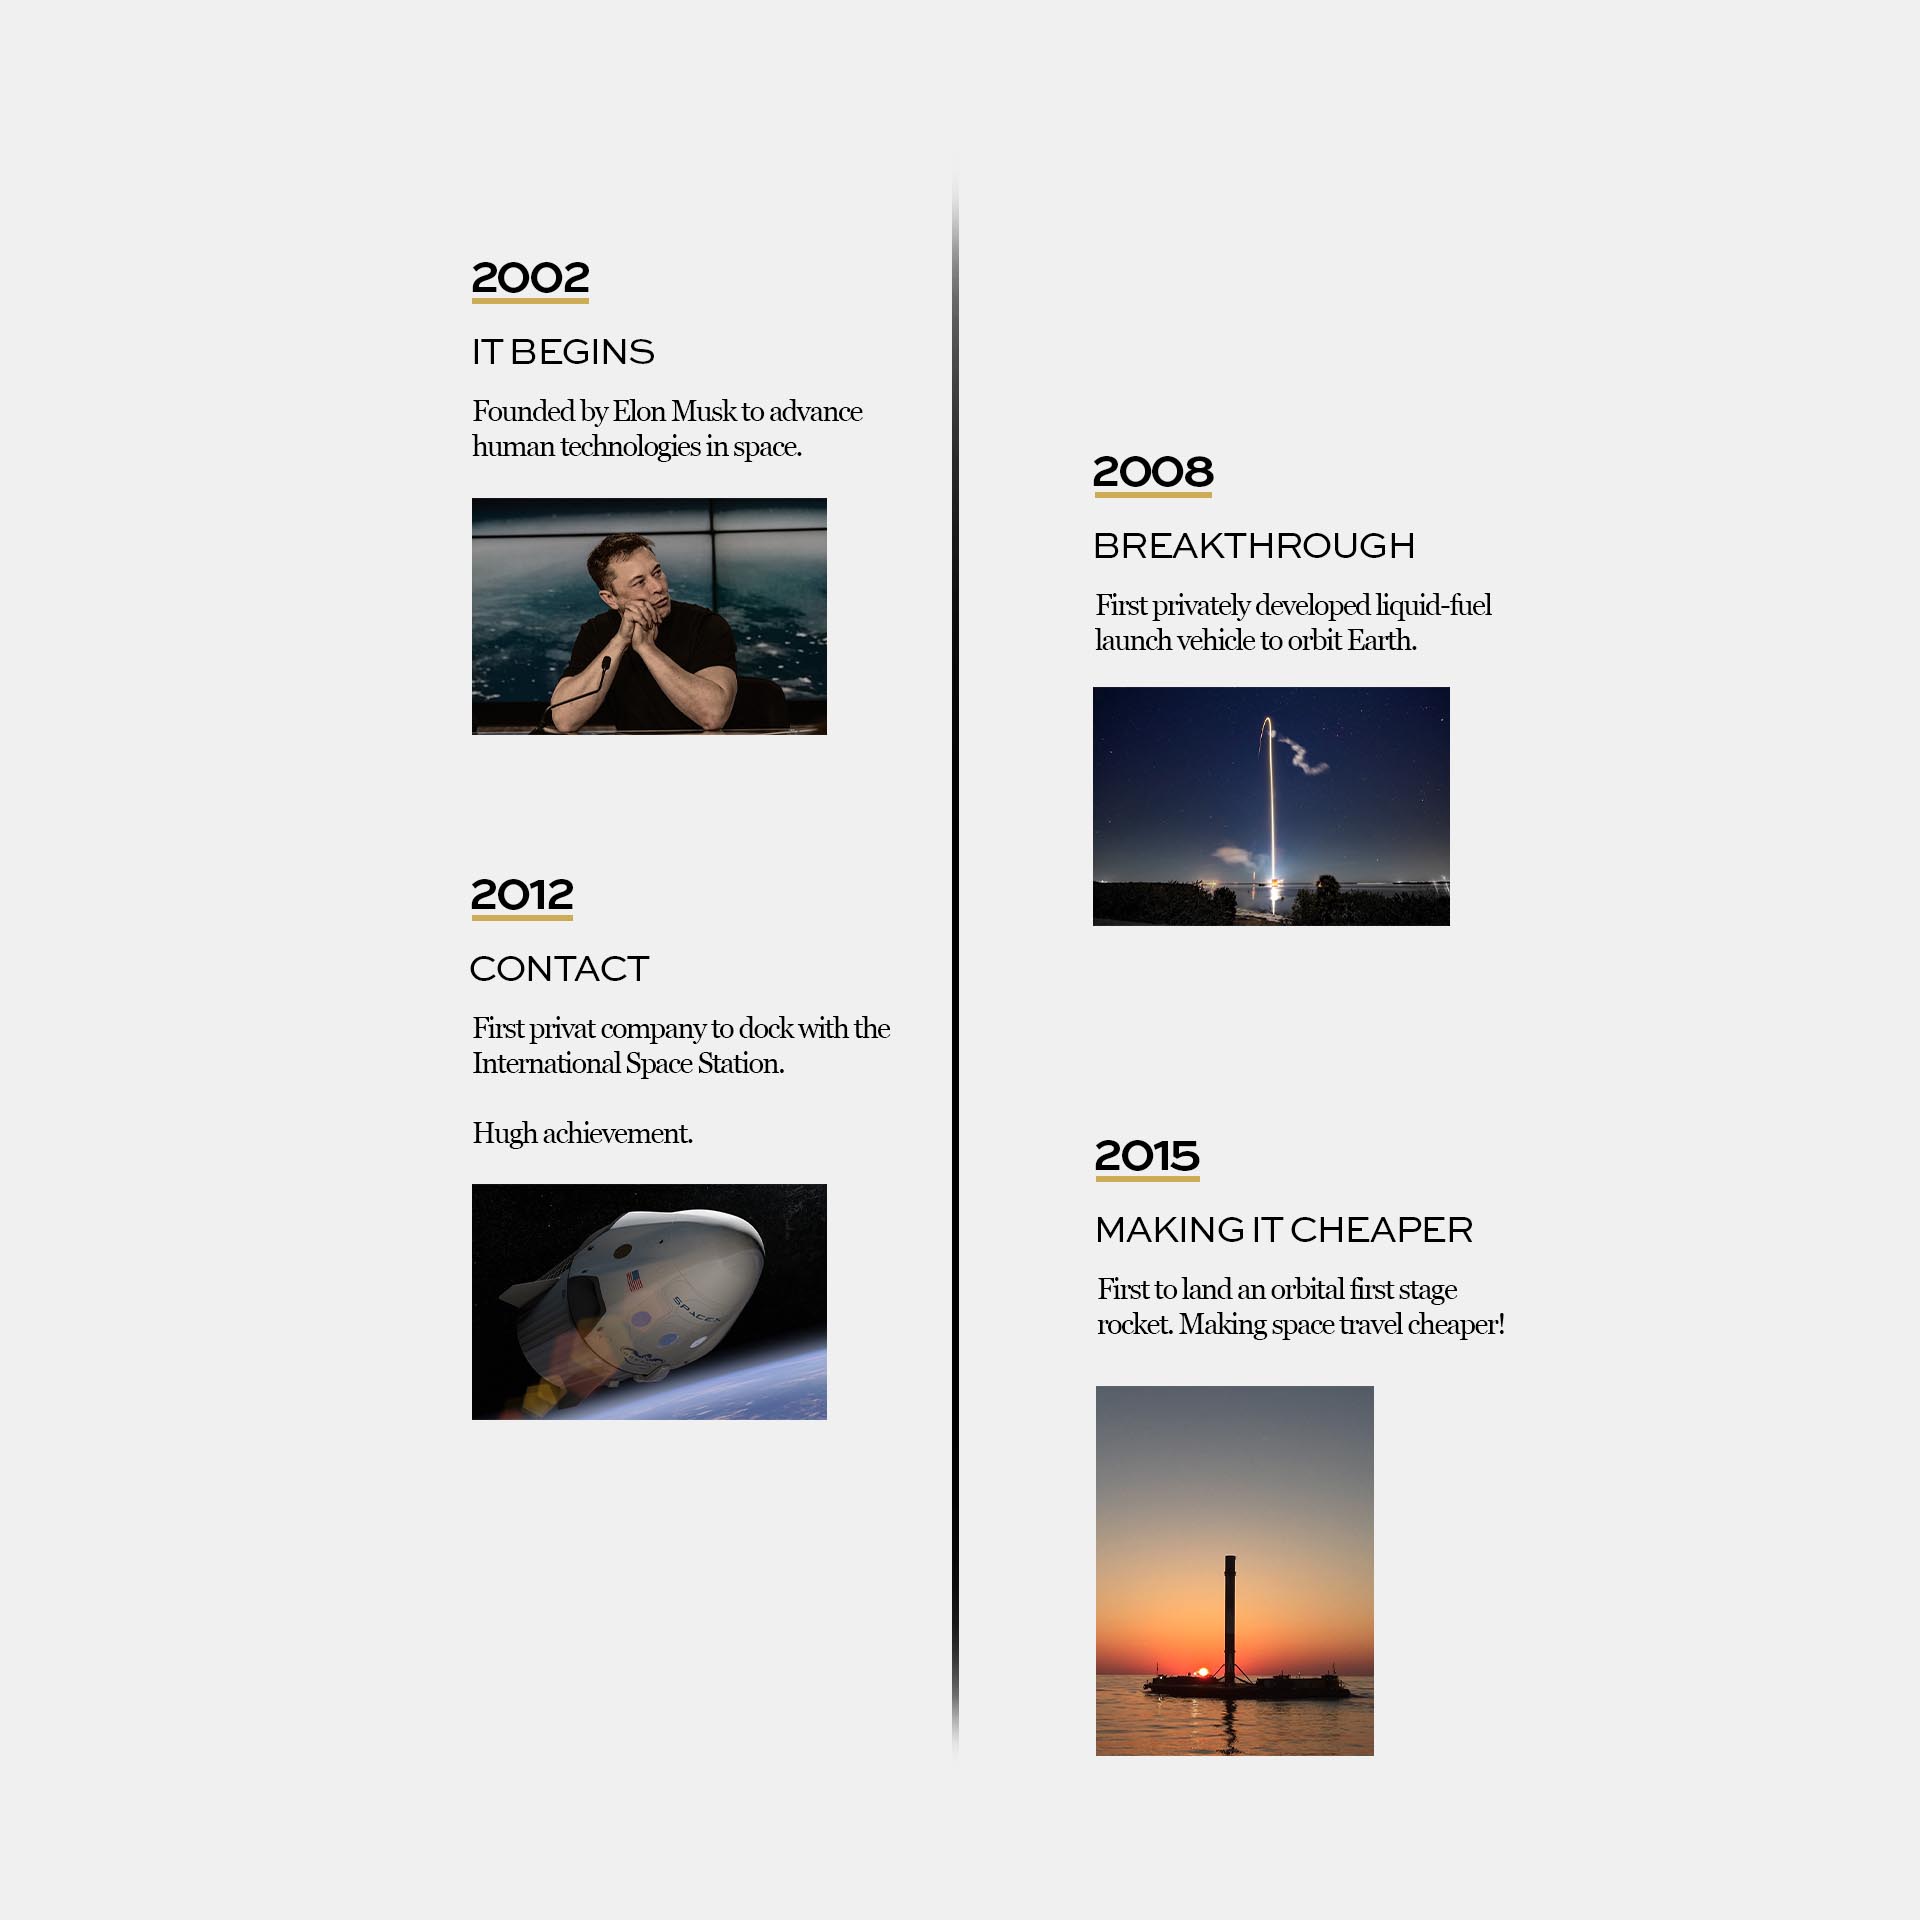 2002
IT BEGINS
Founded by Elon Musk to advance
human technologies in space.
2008
BREAKTHROUGH
First privately developed liquid-fuel
launch vehicle to orbit Earth.
2012
CONTACT
First privat company to dock with the
International Space Station.
Hugh achievement.
SPACEX
2015
MAKING IT CHEAPER
First to land an orbital first stage
rocket. Making space travel cheaper!